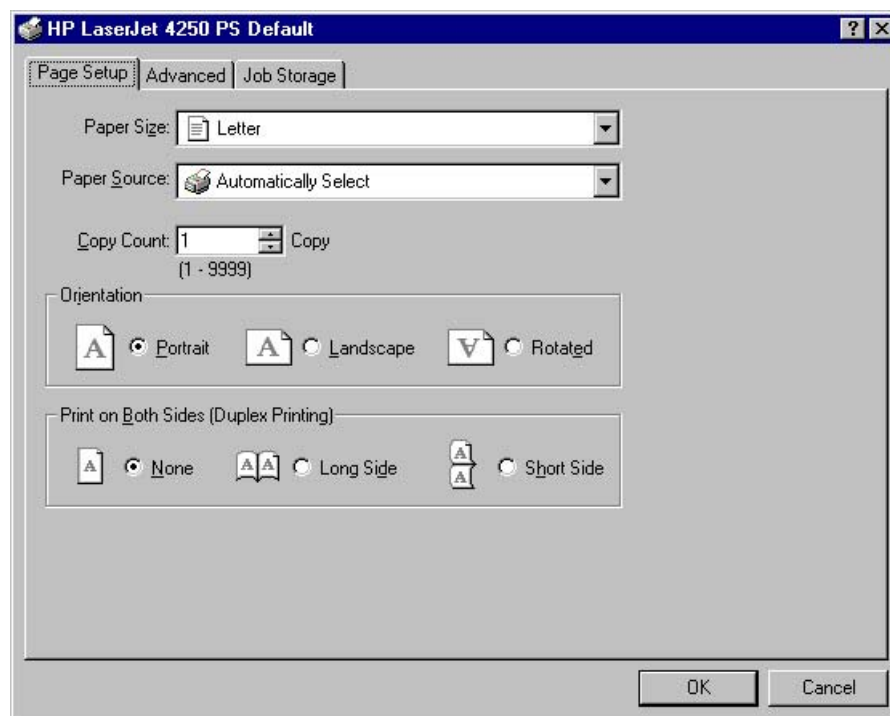 HP LaserJet 4250 PS Default
Page Setup Advanced Job Storage
Paper Size: Letter
Paper Source: Automatically Select
Copy Count: 1 Copy
(1 - 9999)
Orientation
A Portrait A Landscape A Rotated
Print on Both Sides (Duplex Printing)
A None A A Long Side A A Short Side
OK Cancel